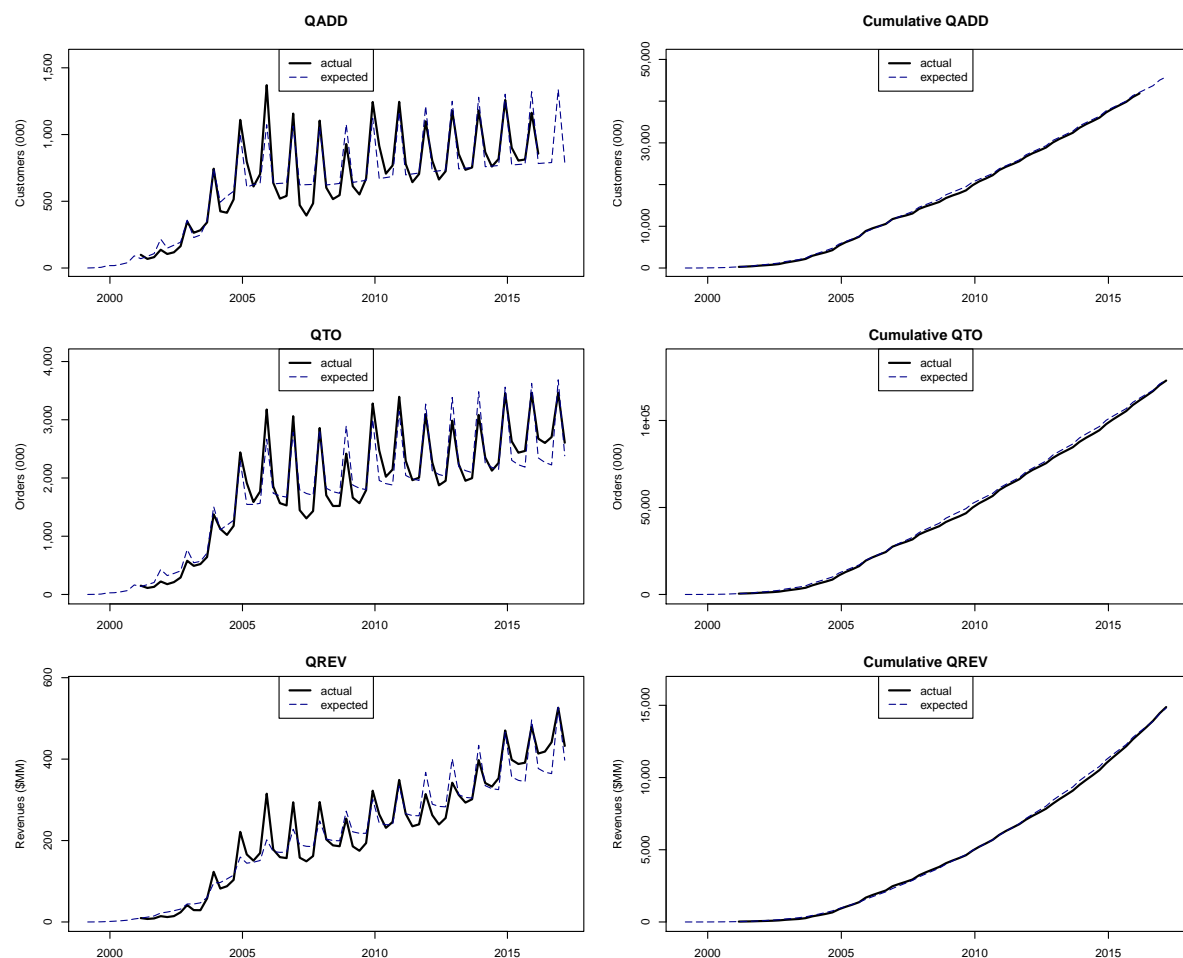 QADD
Customers (000)
1,500
1,000
500
0
actual
expected
2000 2005 2010 2015
Cumulative QADD
Customers (000)
50,000
30,000
10,000
0
actual
expected
2000 2005 2010 2015
QTO
Orders (000)
4,000
3,000
2,000
1,000
0
actual
expected
2000 2005 2010 2015
Cumulative QTO
Orders (000)
1e+05
50,000
0
actual
expected
2000 2005 2010 2015
QREV
Revenues ($MM)
600
400
200
0
actual
expected
2000 2005 2010 2015
Cumulative QREV
Revenues ($MM)
15,000
10,000
5,000
0
actual
expected
2000 2005 2010 2015